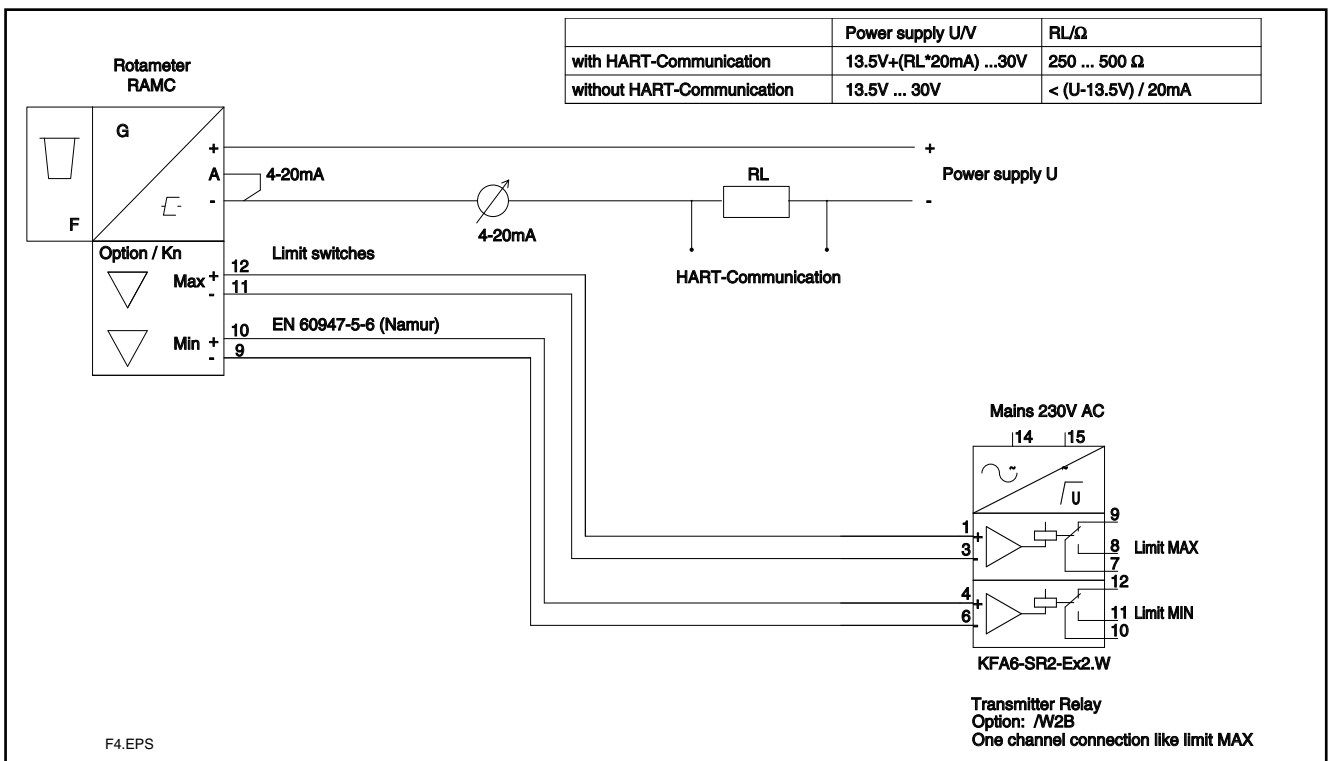 Power supply U/V RL/Ω
with HART-Communication 13.5V+(RL*20mA) ...30V 250 ... 500 Ω
without HART-Communication 13.5V ... 30V < (U-13.5V) / 20mA
Rotameter
RAMC
G
F
+
A 4-20mA
-
4-20mA
RL
HART-Communication
+
Power supply U
-
Option / Kn
Limit switches
Max + 12
- 11
EN 60947-5-6 (Namur)
Min + 10
- 9
Mains 230V AC
14 15
~ ~
U
1 +
3 -
9
8 Limit MAX
7
4 +
6 -
12
11 Limit MIN
10
KFA6-SR2-Ex2.W
Transmitter Relay
Option: /W2B
One channel connection like limit MAX
F4.EPS